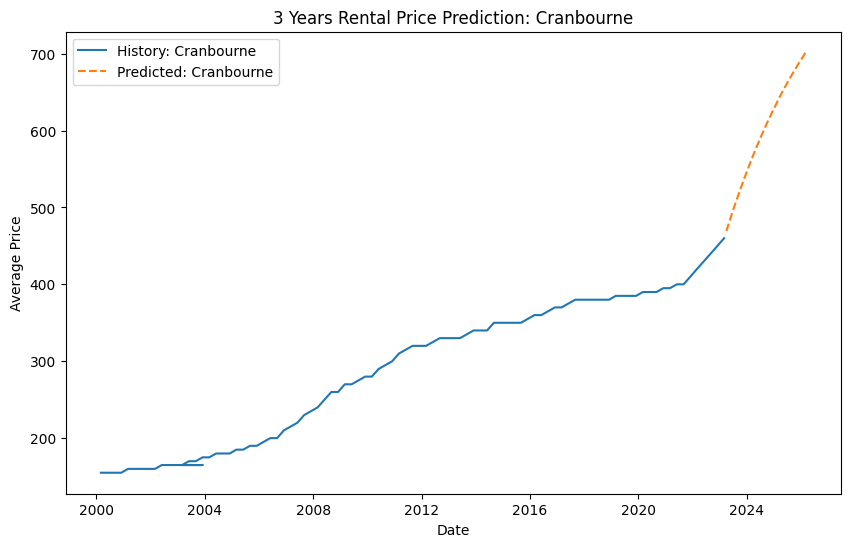 3 Years Rental Price Prediction: Cranbourne
History: Cranbourne
Predicted: Cranbourne
700
600
500
400
300
200
Average Price
2000 2004 2008 2012 2016 2020 2024
Date